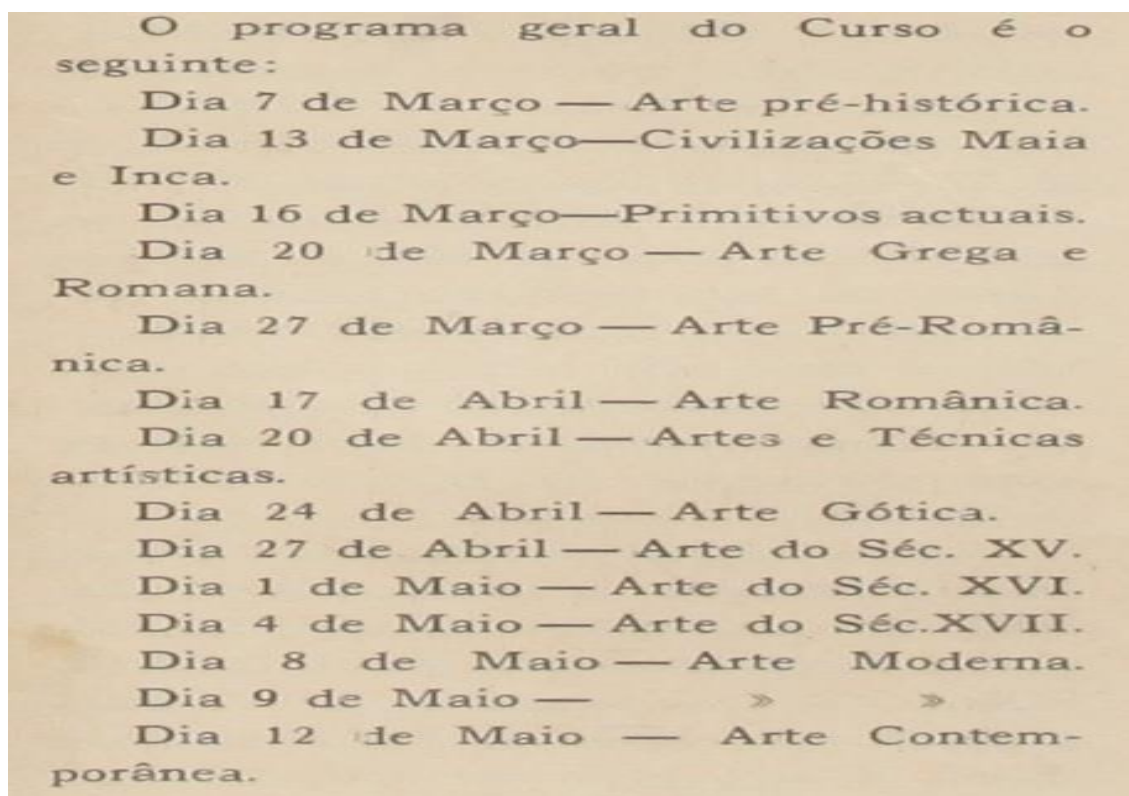 O programa geral do Curso é o
seguinte:
Dia 7 de Março — Arte pré-histórica.
Dia 13 de Março—Civilizações Maia
e Inca.
Dia 16 de Março—Primitivos actuais.
Dia 20 de Março — Arte Grega e
Romana.
Dia 27 de Março — Arte Pré-Româ-
nica.
Dia 17 de Abril — Arte Românica.
Dia 20 de Abril — Artes e Técnicas
artísticas.
Dia 24 de Abril — Arte Gótica.
Dia 27 de Abril — Arte do Séc. XV.
Dia 1 de Maio — Arte do Séc. XVI.
Dia 4 de Maio — Arte do Séc.XVII.
Dia 8 de Maio — Arte Moderna.
Dia 9 de Maio — » »
Dia 12 de Maio — Arte Contem-
porânea.